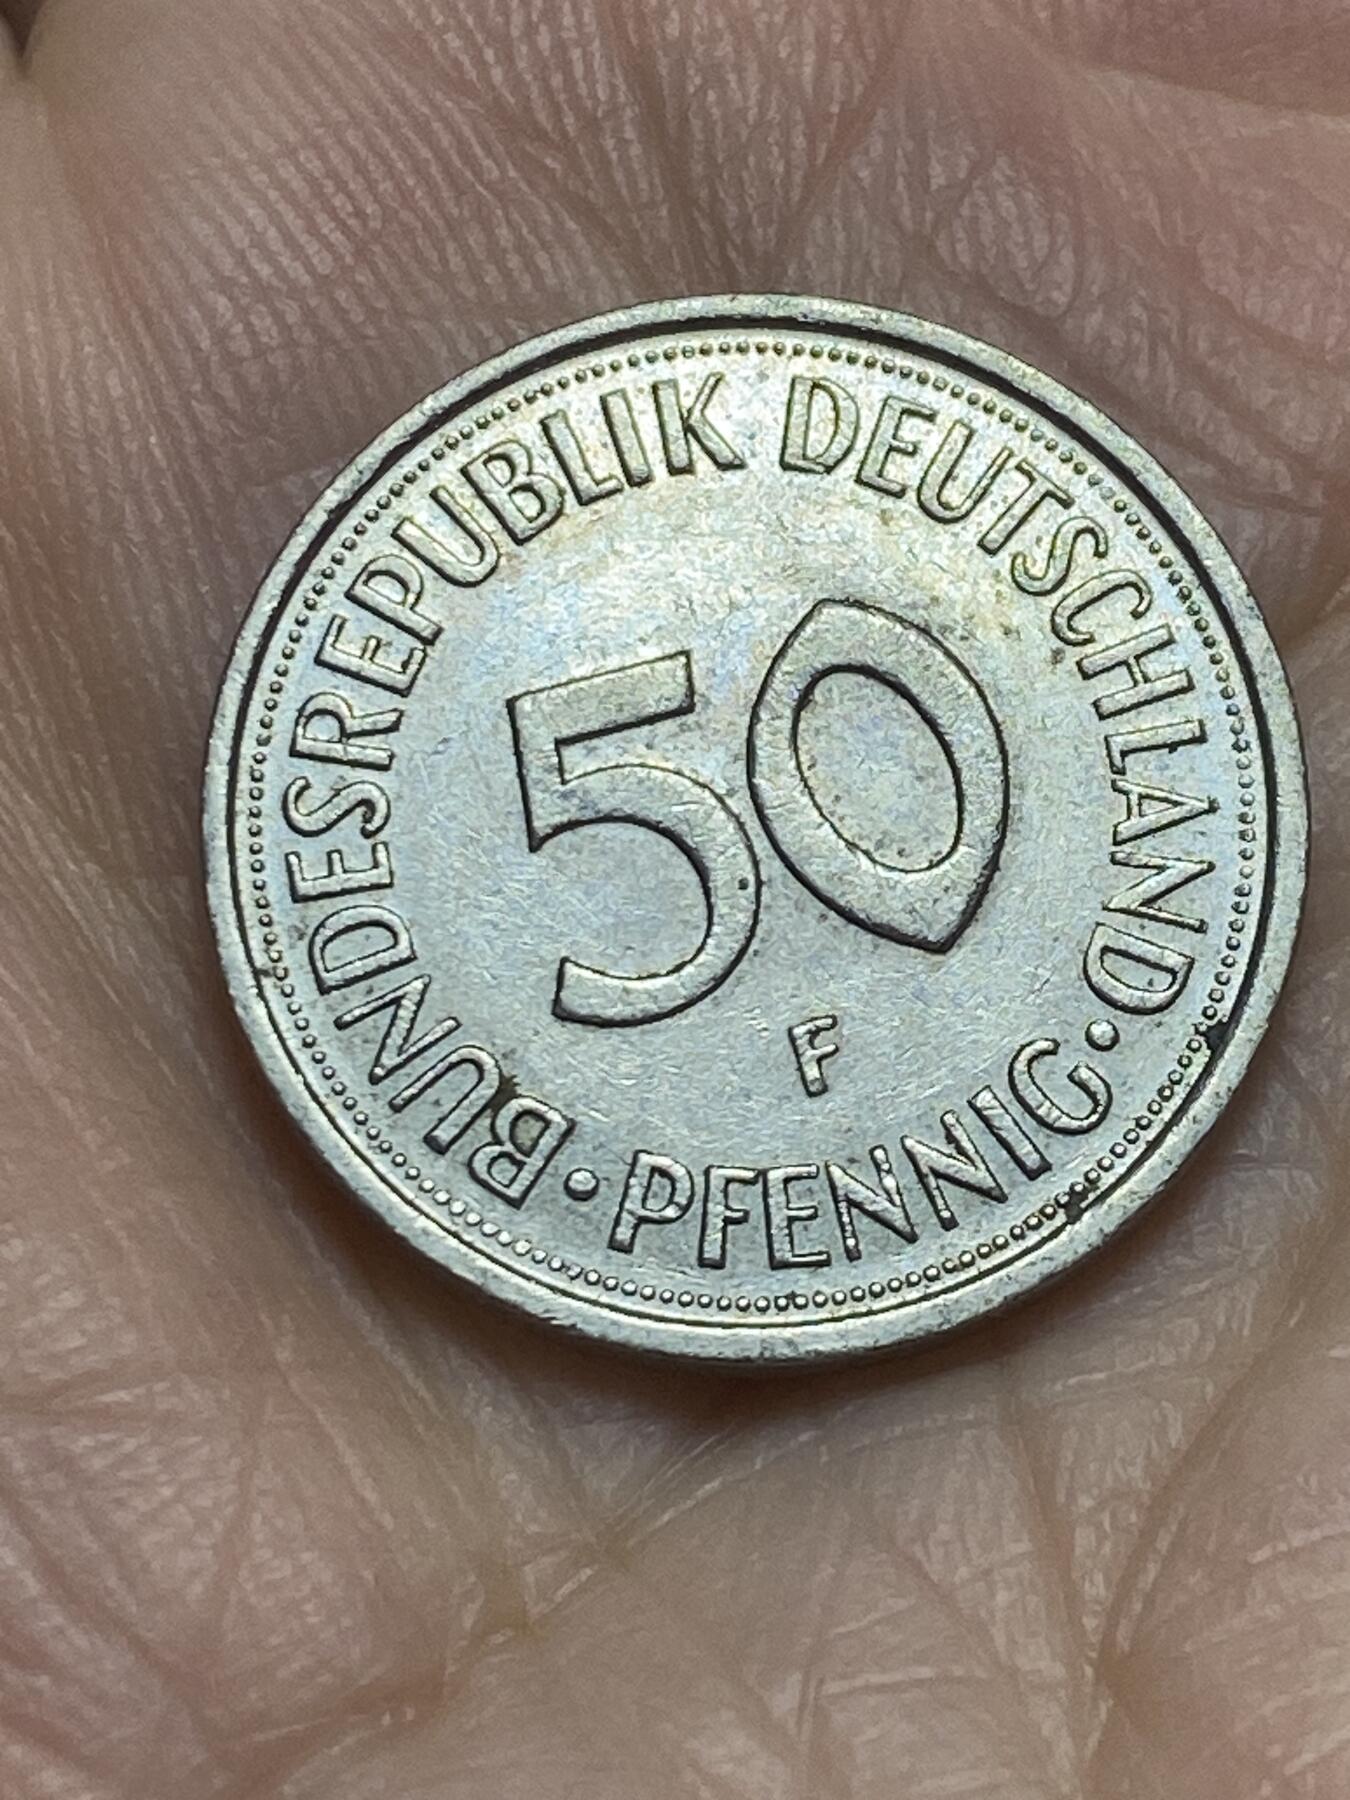 BUNDESREPUBLIK DEUTSCHLAND
50
F
• PFENNIG •